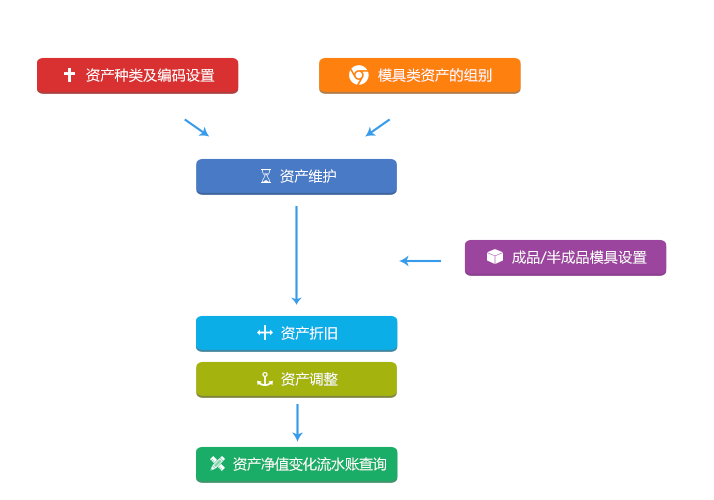 资产种类及编码设置
模具类资产的组别
资产维护
成品/半成品模具设置
资产折旧
资产调整
资产净值变化流水账查询